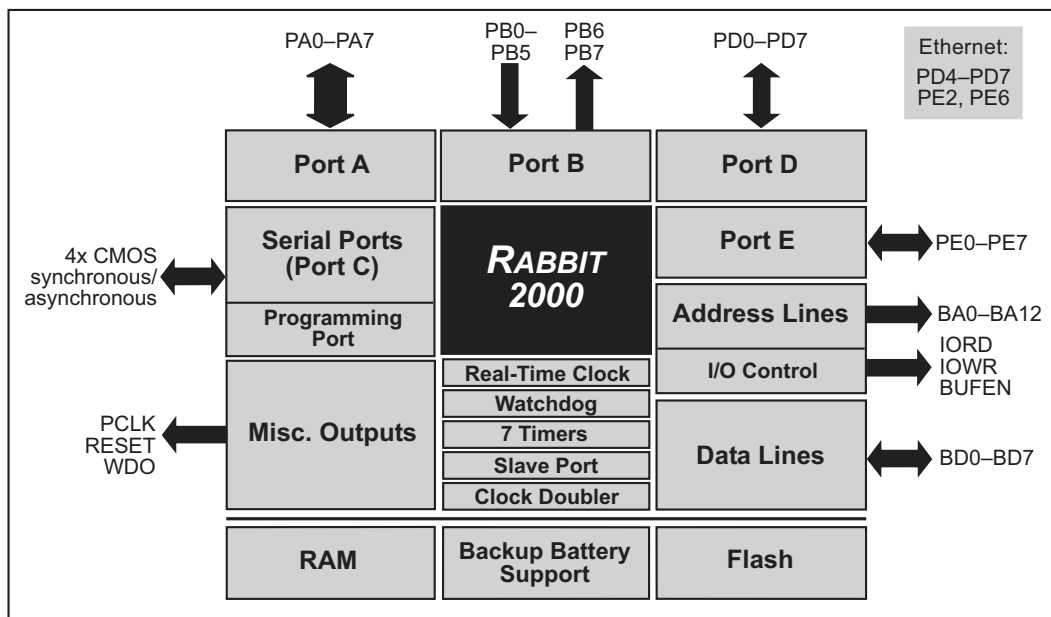 PA0–PA7
PB0–
PB5
PB6
PB7
PD0–PD7
Ethernet:
PD4–PD7
PE2, PE6
Port A
Port B
Port D
4x CMOS
synchronous/
asynchronous
Serial Ports
(Port C)
Programming
Port
RABBIT
2000
Port E
PE0–PE7
Address Lines
BA0–BA12
I/O Control
IORD
IOWR
BUFEN
PCLK
RESET
WDO
Misc. Outputs
Real-Time Clock
Watchdog
7 Timers
Slave Port
Clock Doubler
Data Lines
BD0–BD7
RAM
Backup Battery
Support
Flash